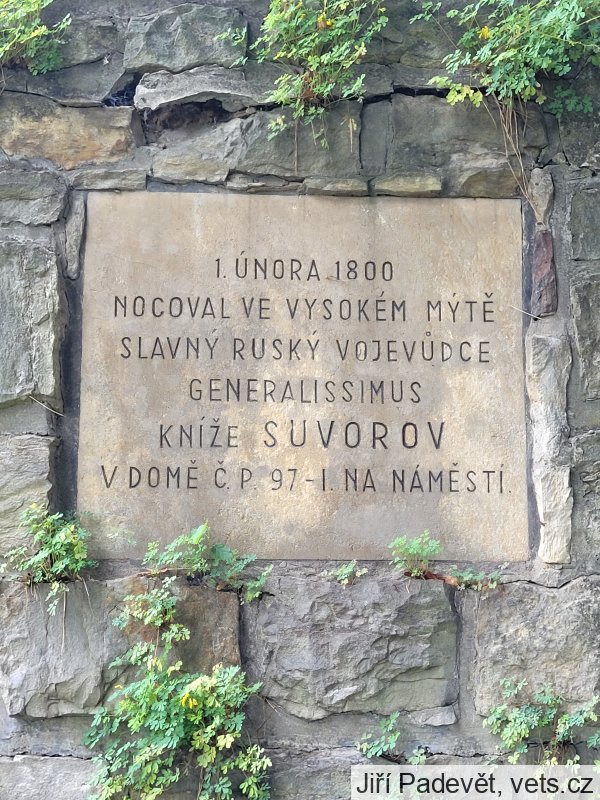 1. ÚNORA 1800
NOCOVAL VE VYSOKÉM MÝTĚ
SLAVNÝ RUSKÝ VOJEVŮDCE
GENERALISSIMUS
KNÍŽE SUVOROV
V DOMĚ Č. P. 97-I. NA NÁMĚSTÍ.
Jiří Padevět, vets.cz